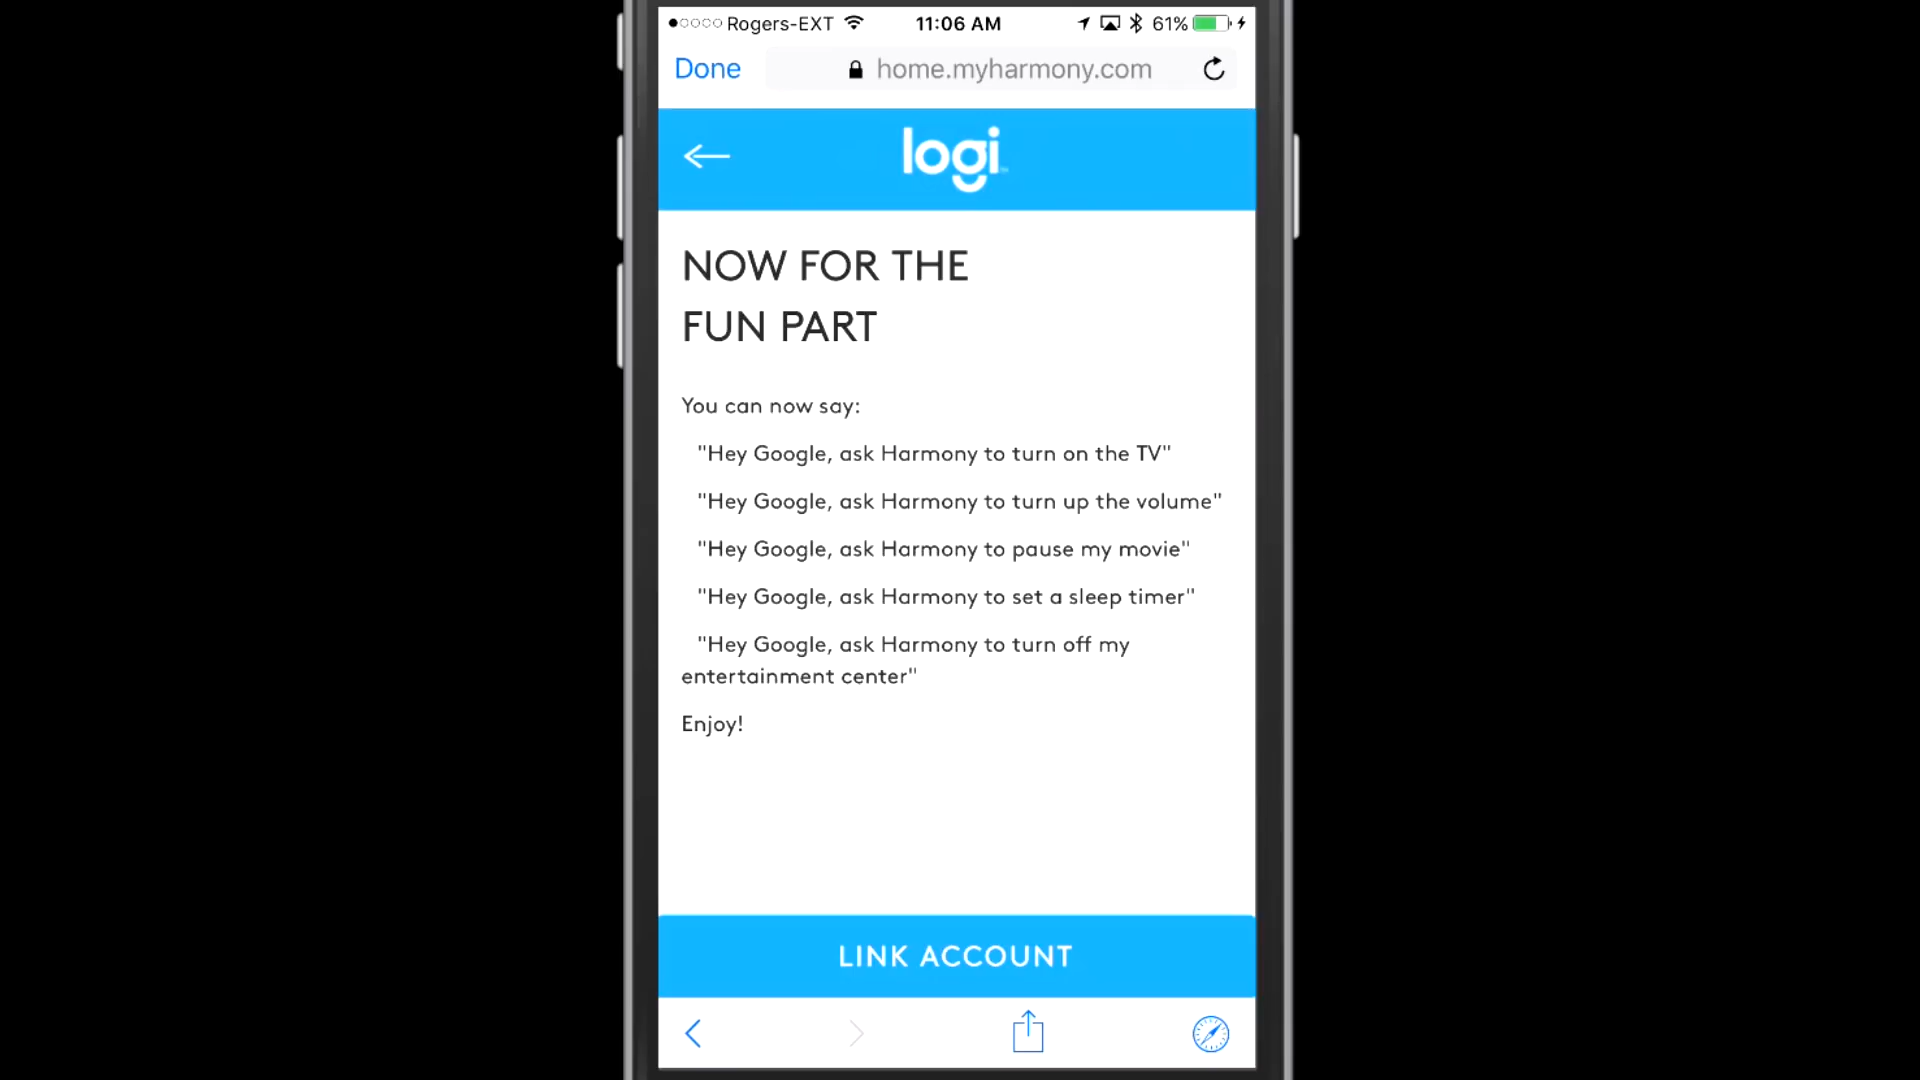 Rogers-EXT 11:06 AM 61%
Done home.myharmony.com
logi
NOW FOR THE
FUN PART
You can now say:
"Hey Google, ask Harmony to turn on the TV"
"Hey Google, ask Harmony to turn up the volume"
"Hey Google, ask Harmony to pause my movie"
"Hey Google, ask Harmony to set a sleep timer"
"Hey Google, ask Harmony to turn off my
entertainment center"
Enjoy!
LINK ACCOUNT